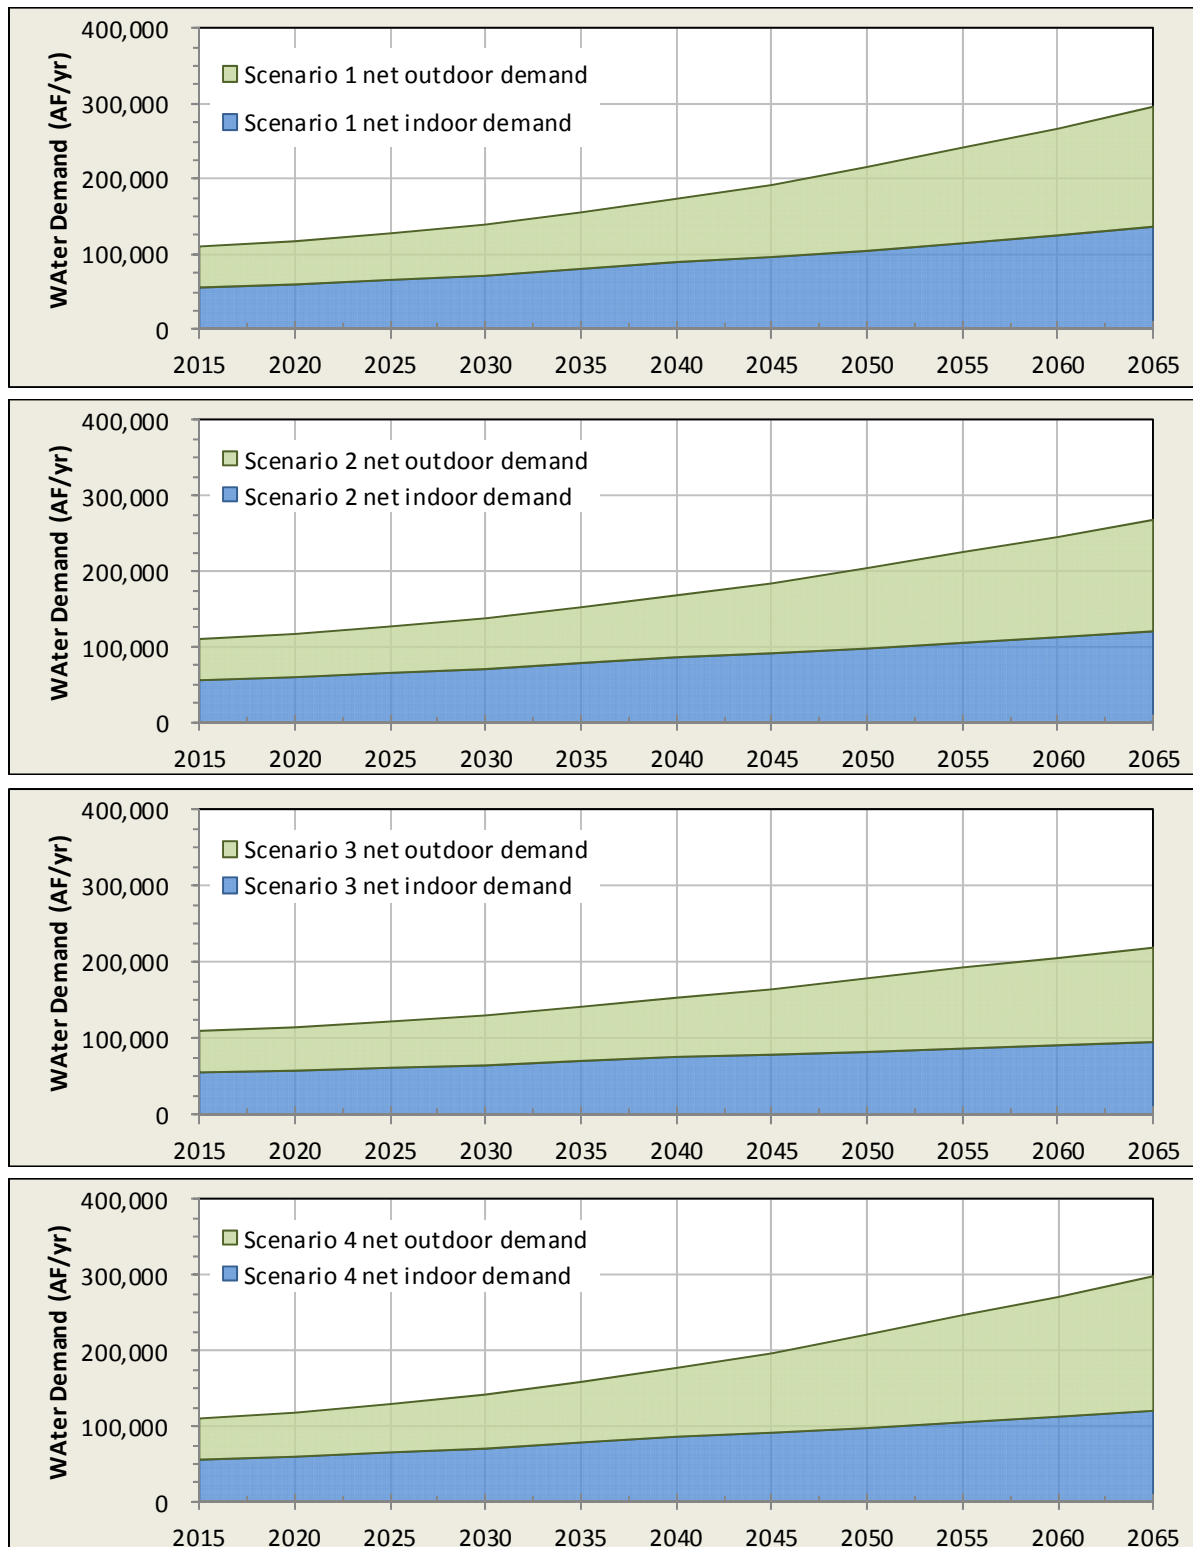 400,000
300,000
200,000
100,000
0
WAter Demand (AF/yr)
Scenario 1 net outdoor demand
Scenario 1 net indoor demand
2015 2020 2025 2030 2035 2040 2045 2050 2055 2060 2065
400,000
300,000
200,000
100,000
0
WAter Demand (AF/yr)
Scenario 2 net outdoor demand
Scenario 2 net indoor demand
2015 2020 2025 2030 2035 2040 2045 2050 2055 2060 2065
400,000
300,000
200,000
100,000
0
WAter Demand (AF/yr)
Scenario 3 net outdoor demand
Scenario 3 net indoor demand
2015 2020 2025 2030 2035 2040 2045 2050 2055 2060 2065
400,000
300,000
200,000
100,000
0
WAter Demand (AF/yr)
Scenario 4 net outdoor demand
Scenario 4 net indoor demand
2015 2020 2025 2030 2035 2040 2045 2050 2055 2060 2065